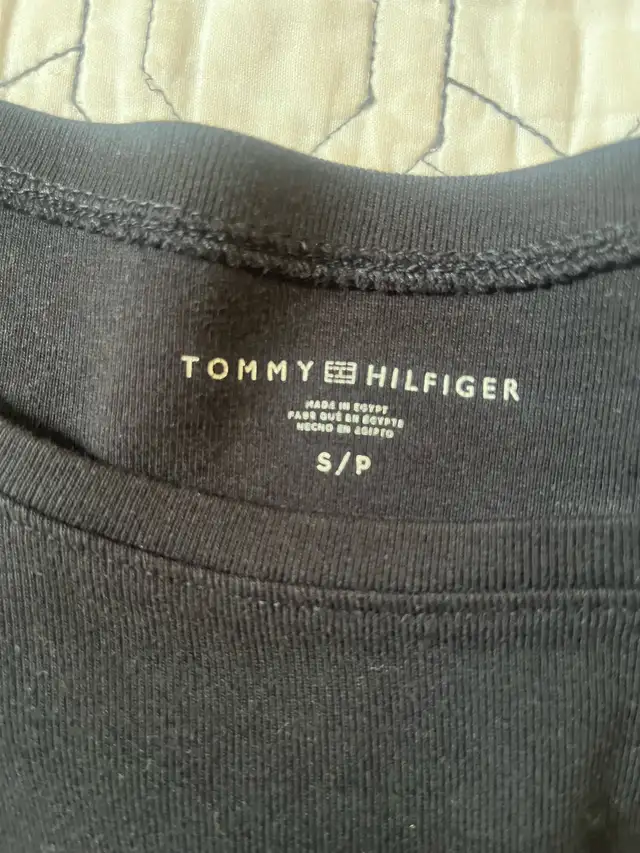 TOMMY HILFIGER
MADE IN EGYPT
FABRIQUÉ EN ÉGYPTE
HECHO EN EGIPTO
S/P